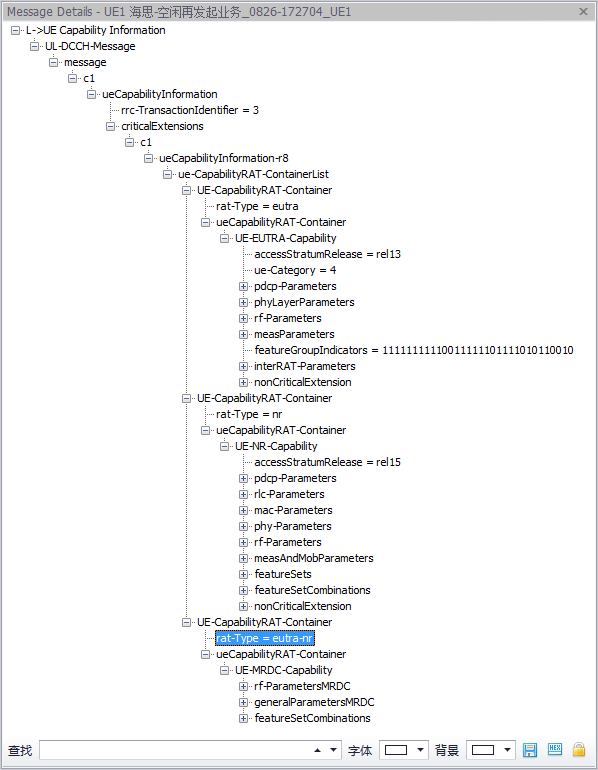 Message Details - UE1 海思-空闲再发起业务_0826-172704_UE1
L->UE Capability Information
UL-DCCH-Message
message
c1
ueCapabilityInformation
rrc-TransactionIdentifier = 3
criticalExtensions
c1
ueCapabilityInformation-r8
ue-CapabilityRAT-ContainerList
UE-CapabilityRAT-Container
rat-Type = eutra
ueCapabilityRAT-Container
UE-EUTRA-Capability
accessStratumRelease = rel13
ue-Category = 4
pdcp-Parameters
phyLayerParameters
rf-Parameters
measParameters
featureGroupIndicators = 11111111110011111101111010110010
interRAT-Parameters
nonCriticalExtension
UE-CapabilityRAT-Container
rat-Type = nr
ueCapabilityRAT-Container
UE-NR-Capability
accessStratumRelease = rel15
pdcp-Parameters
rlc-Parameters
mac-Parameters
phy-Parameters
rf-Parameters
measAndMobParameters
featureSets
featureSetCombinations
nonCriticalExtension
UE-CapabilityRAT-Container
rat-Type = eutra-nr
ueCapabilityRAT-Container
UE-MRDC-Capability
rf-ParametersMRDC
generalParametersMRDC
featureSetCombinations
查找 字体 背景 HEX